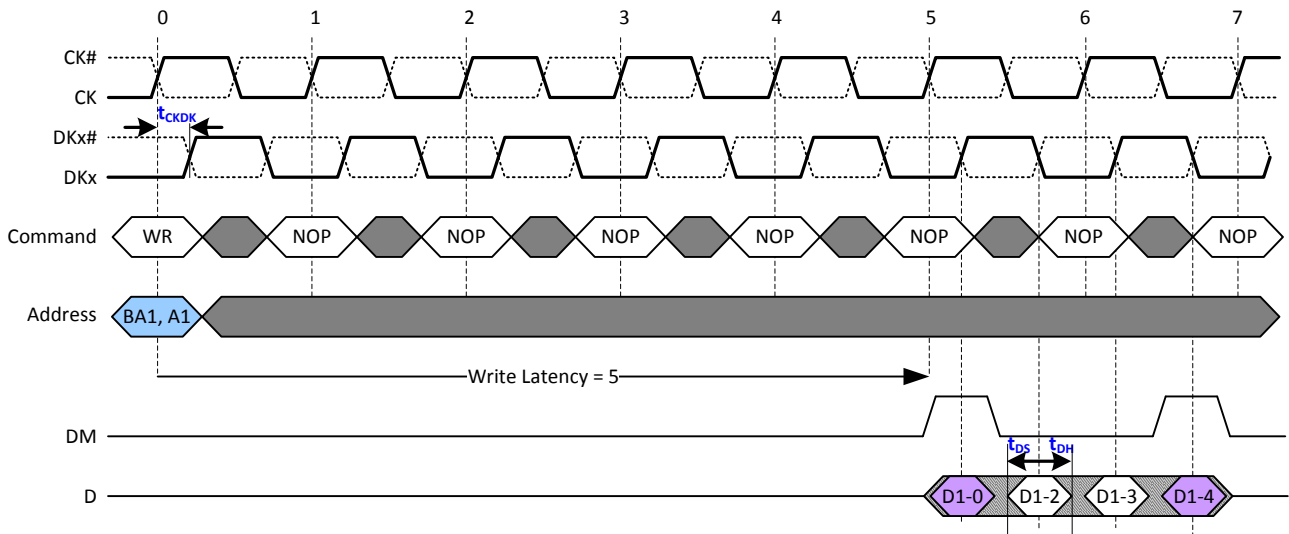 0 1 2 3 4 5 6 7
CK#
CK
tCKDK
DKx#
DKx
Command WR NOP NOP NOP NOP NOP NOP NOP
Address BA1, A1
Write Latency = 5
DM
tDS tDH
D D1-0 D1-2 D1-3 D1-4